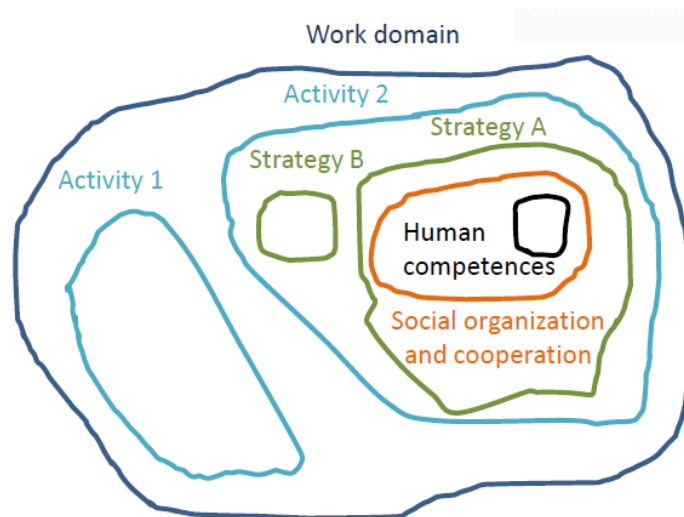 Work domain
Activity 2
Strategy A
Strategy B
Activity 1
Human
competences
Social organization
and cooperation